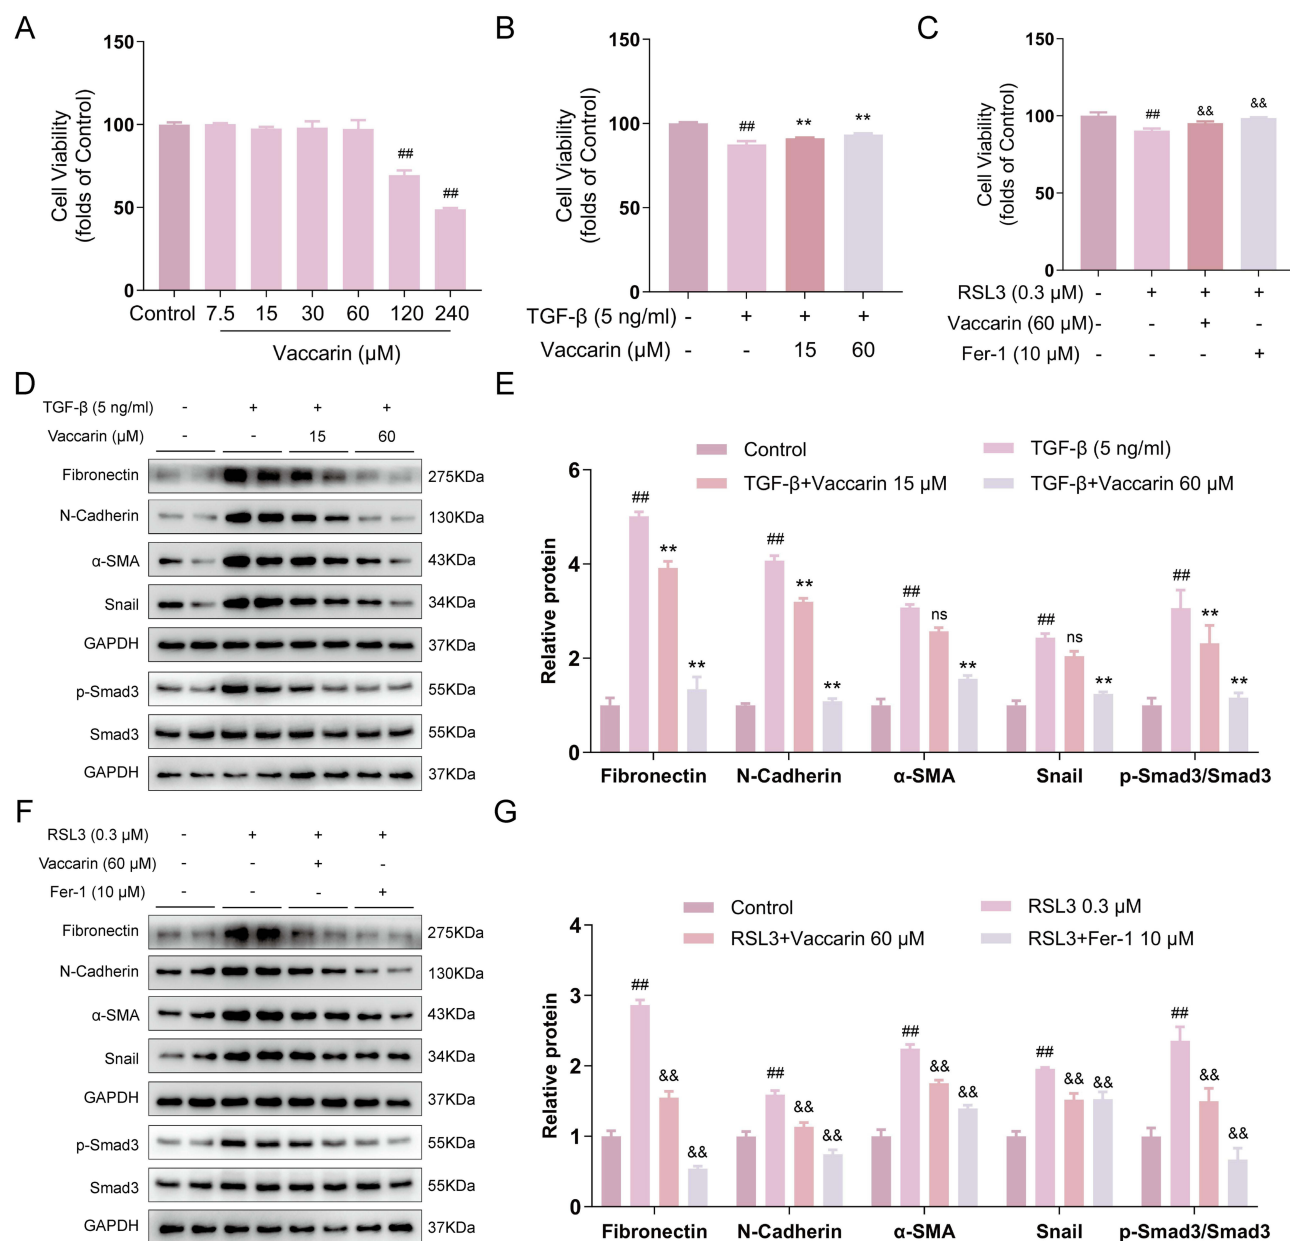 A
Cell Viability
(folds of Control)
150
100
50
0
##
##
Control 7.5 15 30 60 120 240
Vaccarin (μM)
B
Cell Viability
(folds of Control)
150
100
50
0
##
**
**
TGF-β (5 ng/ml) - + + +
Vaccarin (μM) - - 15 60
C
Cell Viability
(folds of Control)
150
100
50
0
##
&&
&&
RSL3 (0.3 μM) - + + +
Vaccarin (60 μM) - - + -
Fer-1 (10 μM) - - - +
D
TGF-β (5 ng/ml) - + + +
Vaccarin (μM) - - 15 60
Fibronectin 275KDa
N-Cadherin 130KDa
α-SMA 43KDa
Snail 34KDa
GAPDH 37KDa
p-Smad3 55KDa
Smad3 55KDa
GAPDH 37KDa
E
Control TGF-β (5 ng/ml)
TGF-β+Vaccarin 15 μM TGF-β+Vaccarin 60 μM
Relative protein
6
4
2
0
## ** **
## ** **
## ns **
## ns **
## ** **
Fibronectin N-Cadherin α-SMA Snail p-Smad3/Smad3
F
RSL3 (0.3 μM) - + + +
Vaccarin (60 μM) - - + -
Fer-1 (10 μM) - - - +
Fibronectin 275KDa
N-Cadherin 130KDa
α-SMA 43KDa
Snail 34KDa
GAPDH 37KDa
p-Smad3 55KDa
Smad3 55KDa
GAPDH 37KDa
G
Control RSL3 0.3 μM
RSL3+Vaccarin 60 μM RSL3+Fer-1 10 μM
Relative protein
4
3
2
1
0
## && &&
## && &&
## && &&
## && &&
## && &&
Fibronectin N-Cadherin α-SMA Snail p-Smad3/Smad3